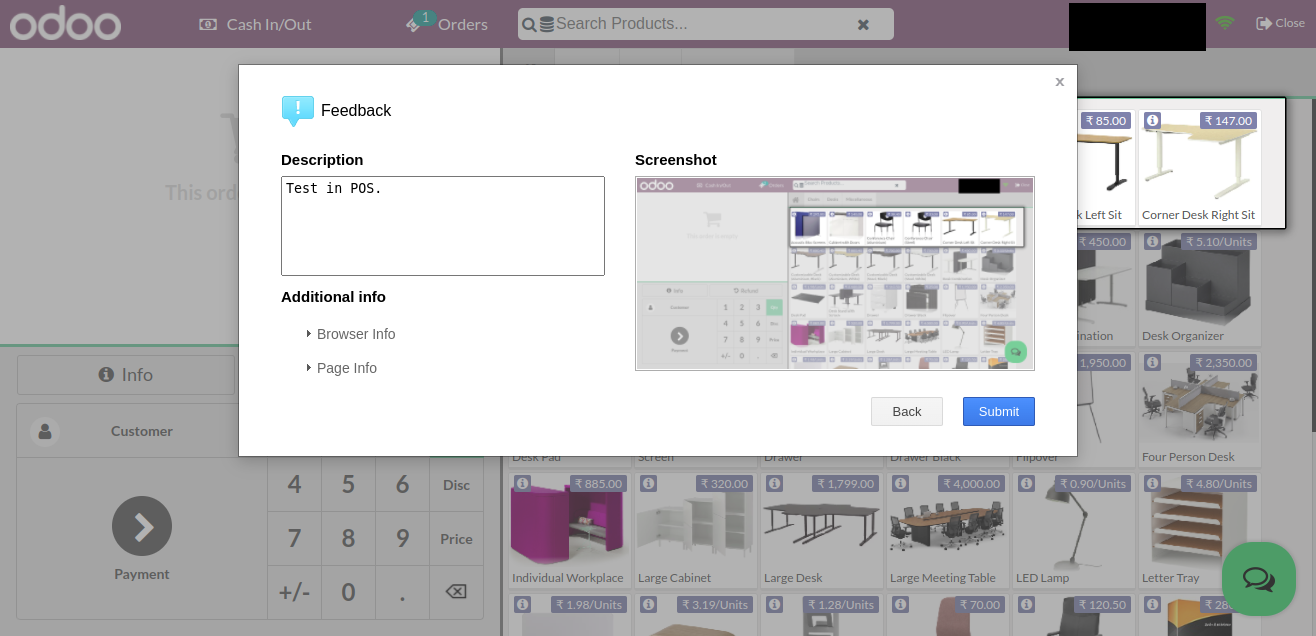 odoo
Cash In/Out
1
Orders
Search Products...
Close
x
Feedback
Description
Test in POS.
Screenshot
Additional info
Browser Info
Page Info
Back
Submit
This ord
₹ 85.00
₹ 147.00
k Left Sit
Corner Desk Right Sit
₹ 450.00
₹ 5.10/Units
ination
Desk Organizer
1,950.00
₹ 2,350.00
Desk Pad
Screen
Drawer
Drawer Black
Flipover
Four Person Desk
Info
Customer
4
5
6
Disc
7
8
9
Price
+/-
0
.
Payment
₹ 885.00
₹ 320.00
₹ 1,799.00
₹ 4,000.00
₹ 0.90/Units
₹ 4.80/Units
Individual Workplace
Large Cabinet
Large Desk
Large Meeting Table
LED Lamp
Letter Tray
₹ 1.98/Units
₹ 3.19/Units
₹ 1.28/Units
₹ 70.00
₹ 120.50
₹ 28